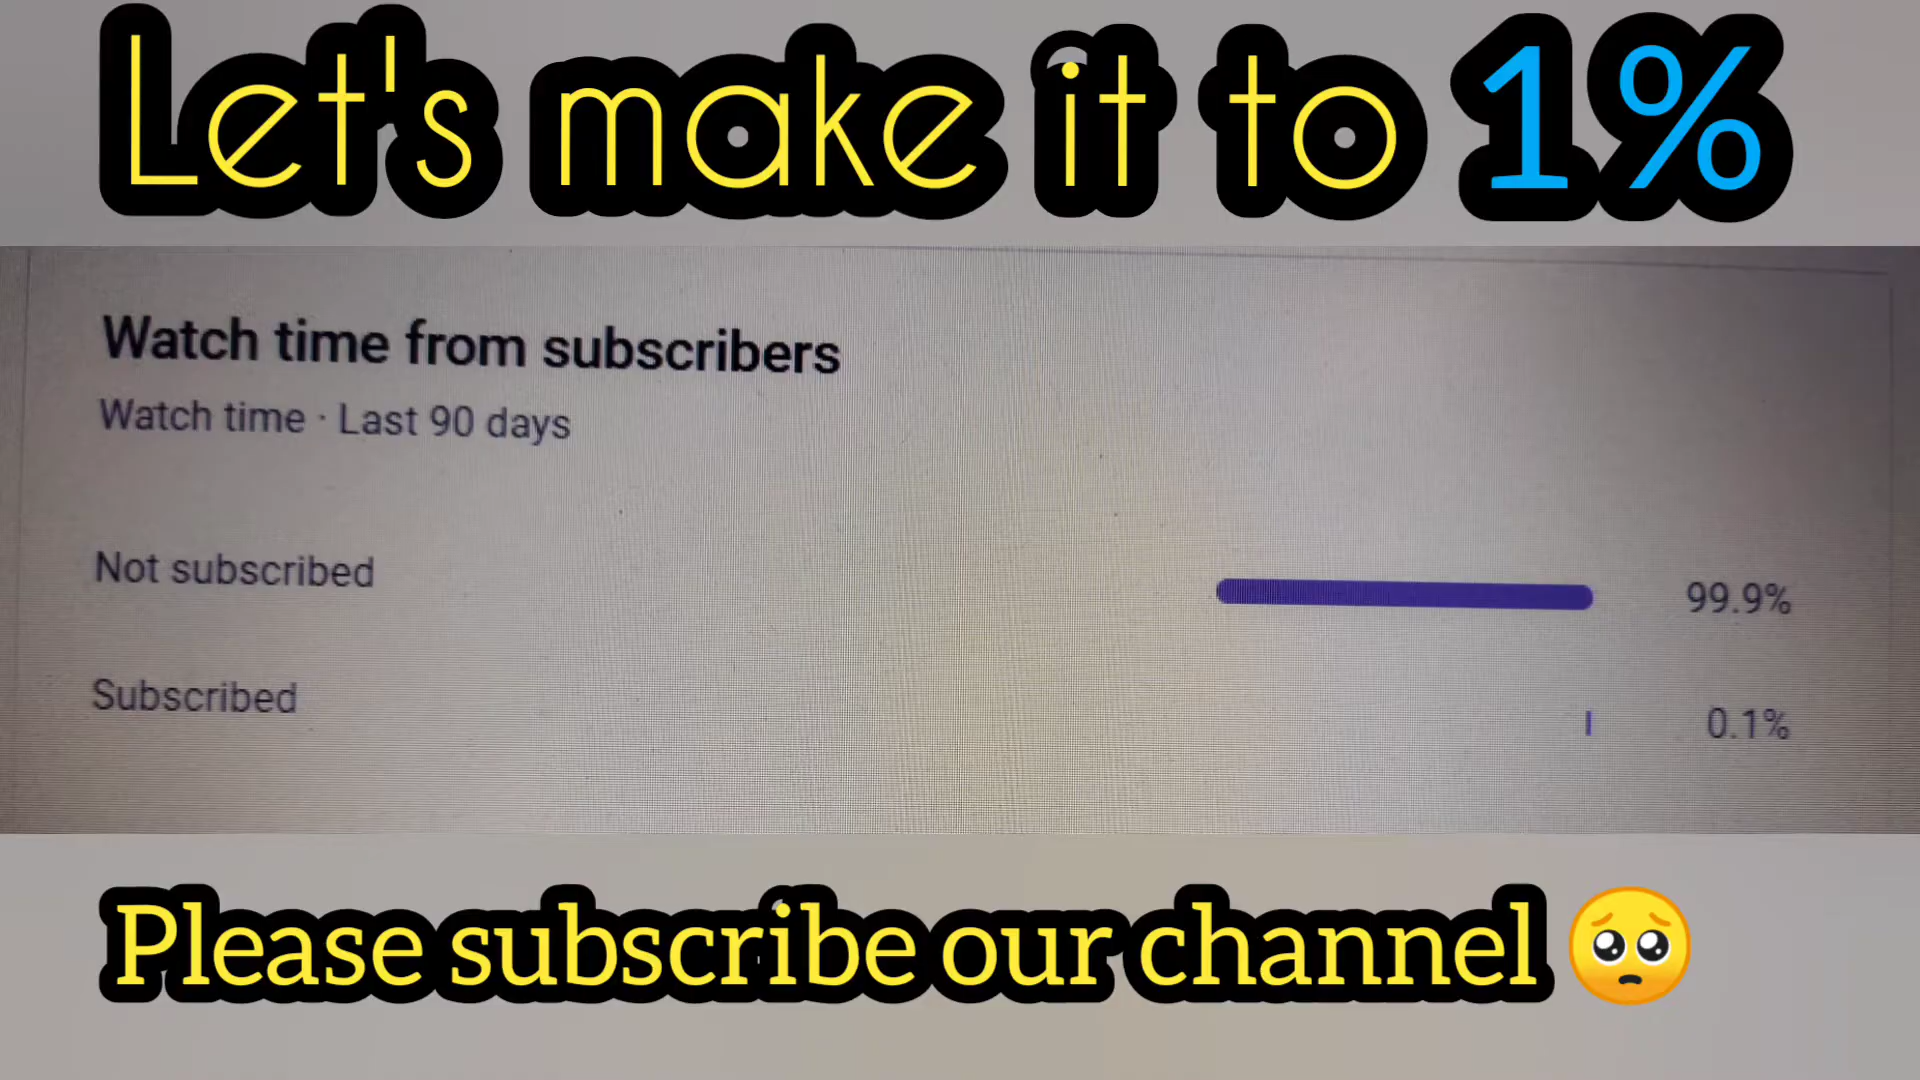 Let's make it to 1%
Watch time from subscribers
Watch time · Last 90 days
Not subscribed 99.9%
Subscribed 0.1%
Please subscribe our channel 🥺